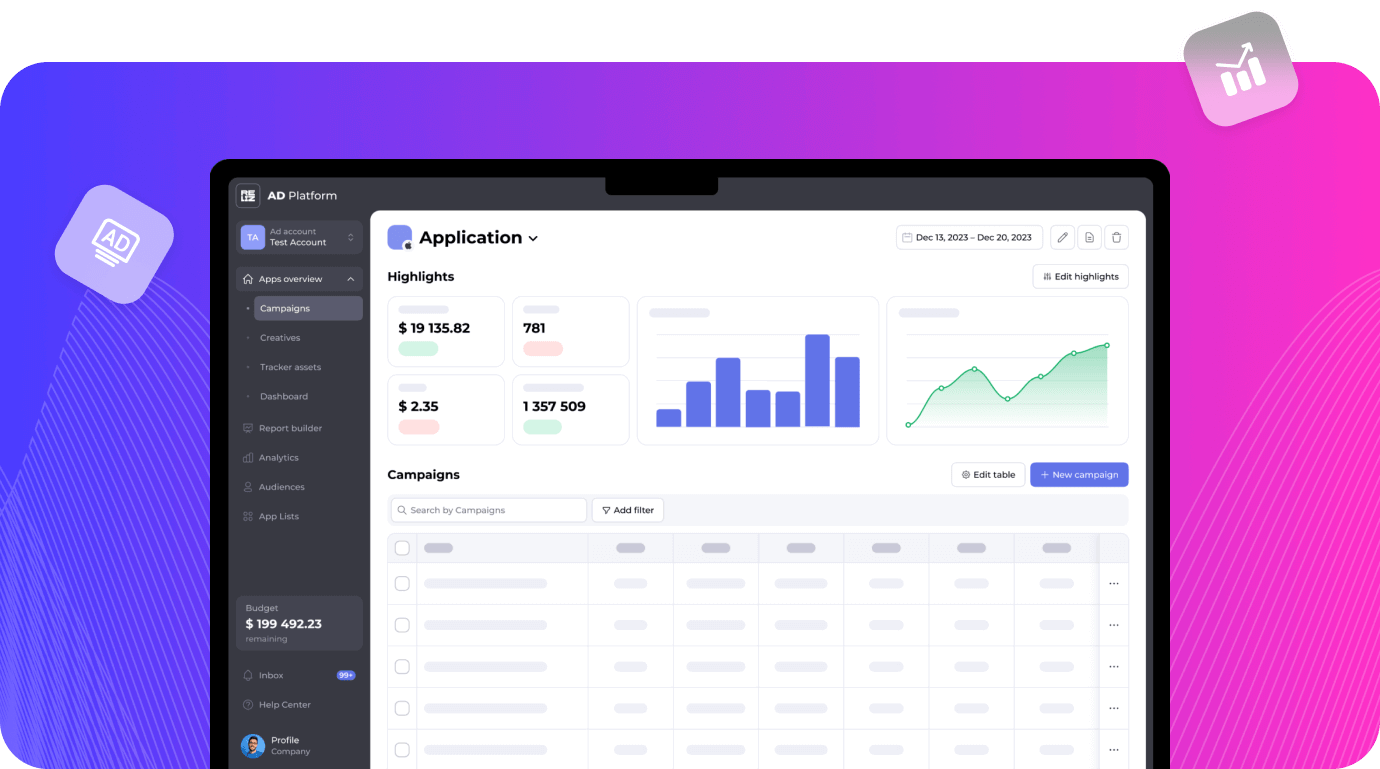 AD
AD Platform
TA
Ad account
Test Account
Apps overview
Campaigns
Creatives
Tracker assets
Dashboard
Report builder
Analytics
Audiences
App Lists
Budget
$ 199 492.23
remaining
Inbox
99+
Help Center
Profile
Company
Application
Dec 13, 2023 – Dec 20, 2023
Highlights
Edit highlights
$ 19 135.82
781
$ 2.35
1 357 509
Campaigns
Edit table
+ New campaign
Search by Campaigns
Add filter